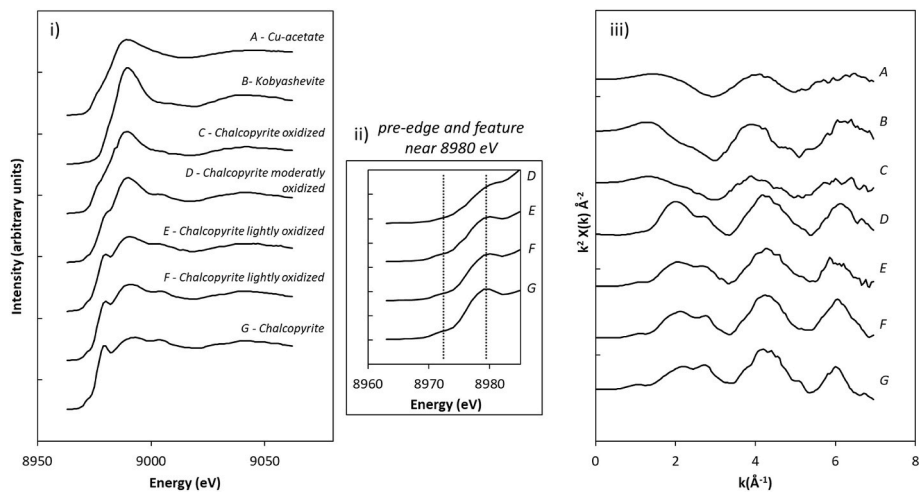 i)
A - Cu-acetate
B- Kobyashevite
C - Chalcopyrite oxidized
D - Chalcopyrite moderatly
oxidized
E - Chalcopyrite lightly oxidized
F - Chalcopyrite lightly oxidized
G - Chalcopyrite
Intensity (arbitrary units)
8950
9000
9050
Energy (eV)
ii)
pre-edge and feature
near 8980 eV
D
E
F
G
8960
8970
8980
Energy (eV)
iii)
A
B
C
D
E
F
G
k² X(k) Å⁻²
0
2
4
6
8
k(Å⁻¹)